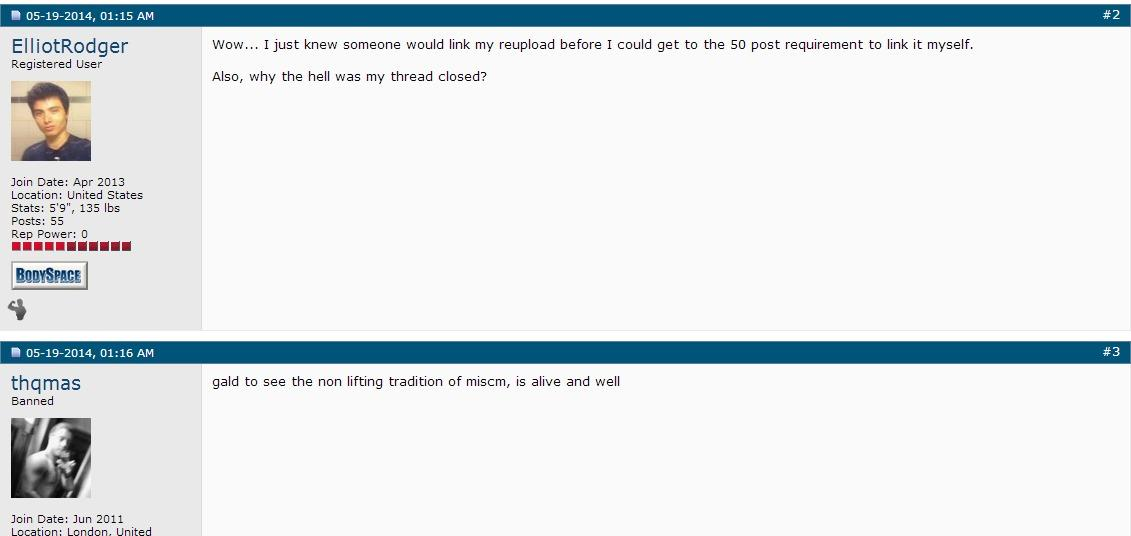 05-19-2014, 01:15 AM
#2
ElliotRodger
Registered User
Wow... I just knew someone would link my reupload before I could get to the 50 post requirement to link it myself.
Also, why the hell was my thread closed?
Join Date: Apr 2013
Location: United States
Stats: 5'9", 135 lbs
Posts: 55
Rep Power: 0
BODYSPACE
05-19-2014, 01:16 AM
#3
thqmas
Banned
gald to see the non lifting tradition of miscm, is alive and well
Join Date: Jun 2011
Location: London, United